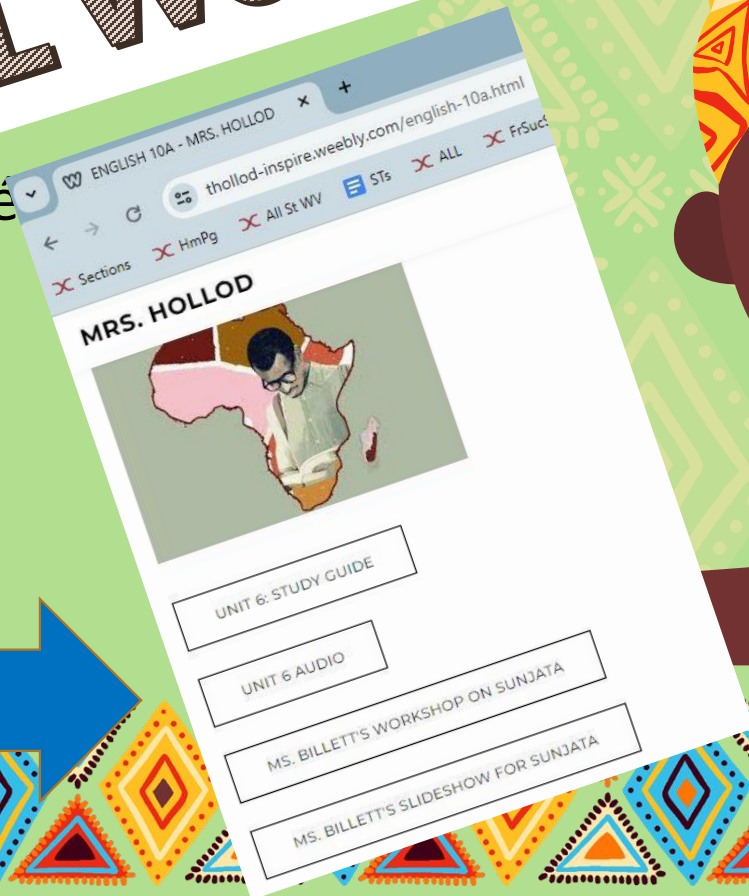 ENGLISH 10A - MRS. HOLLOD
thollod-inspire.weebly.com/english-10a.html
Sections HmPg All St WV STs ALL
MRS. HOLLOD
UNIT 6: STUDY GUIDE
UNIT 6 AUDIO
MS. BILLETT'S WORKSHOP ON SUNJATA
MS. BILLETT'S SLIDESHOW FOR SUNJATA